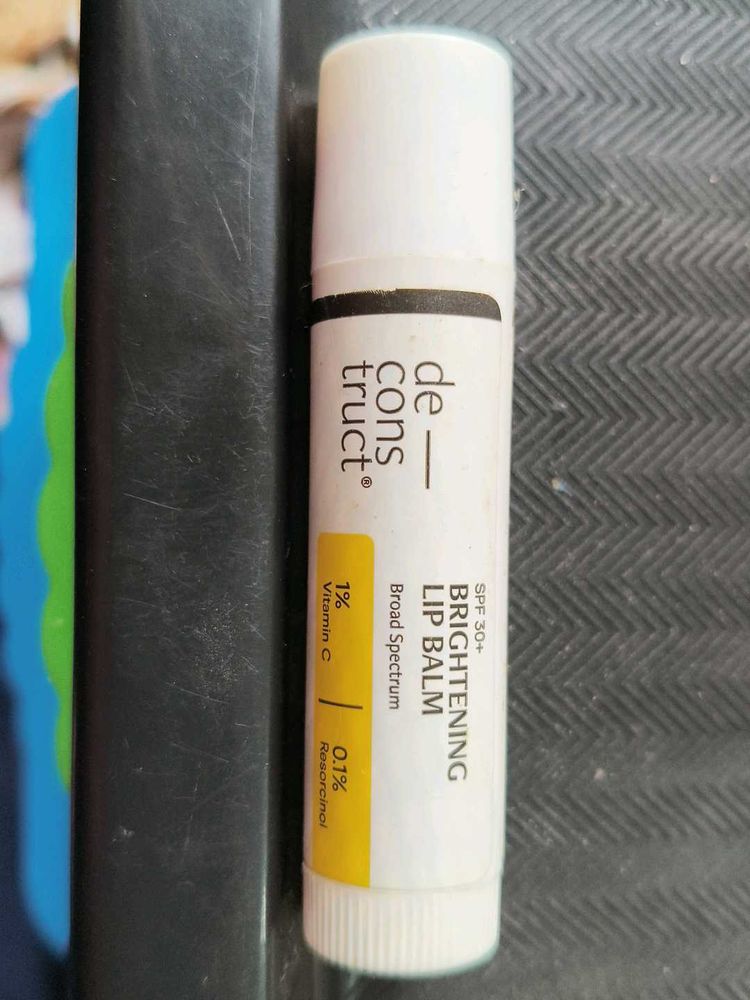 de —
cons
truct®
SPF 30+
BRIGHTENING
LIP BALM
Broad Spectrum
1% | 0.1%
Vitamin C Resorcinol